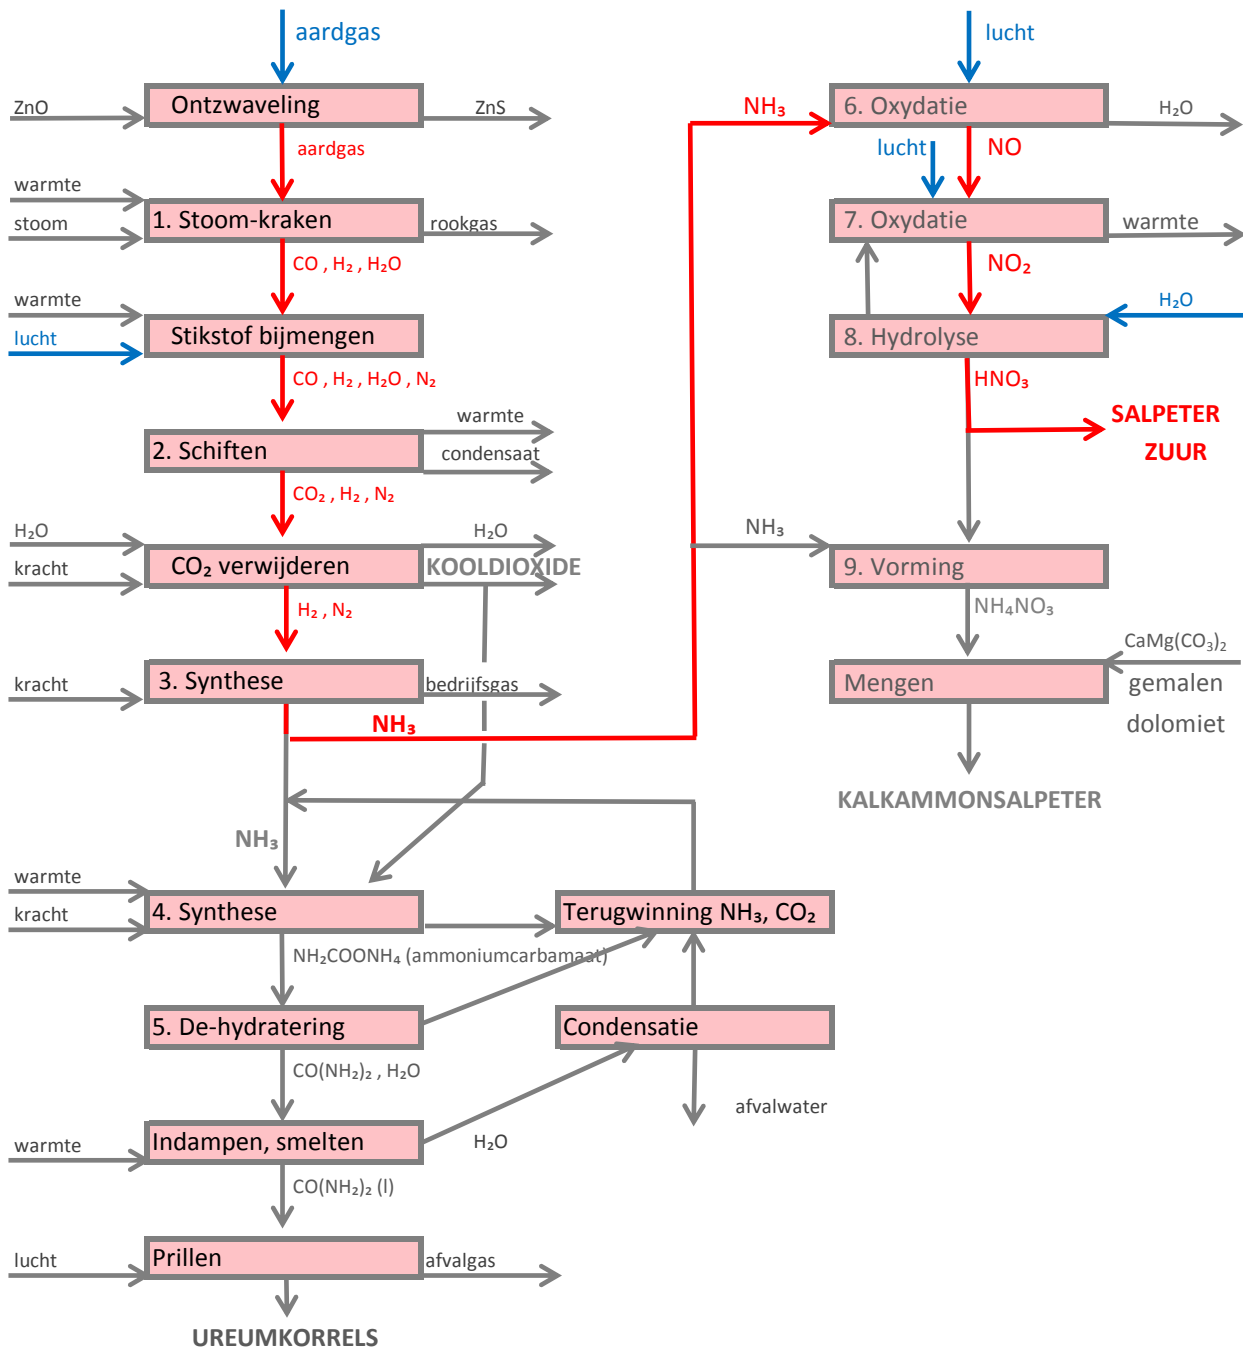 aardgas
ZnO
Ontzwaveling
ZnS
aardgas
warmte
stoom
1. Stoom-kraken
rookgas
CO , H₂ , H₂O
warmte
lucht
Stikstof bijmengen
CO , H₂ , H₂O , N₂
2. Schiften
warmte
condensaat
CO₂ , H₂ , N₂
H₂O
kracht
CO₂ verwijderen
H₂O
KOOLDIOXIDE
H₂ , N₂
kracht
3. Synthese
bedrijfsgas
NH₃
NH₃
warmte
kracht
4. Synthese
Terugwinning NH₃, CO₂
NH₂COONH₄ (ammoniumcarbamaat)
5. De-hydratering
Condensatie
CO(NH₂)₂ , H₂O
afvalwater
warmte
Indampen, smelten
H₂O
CO(NH₂)₂ (l)
lucht
Prillen
afvalgas
UREUMKORRELS
lucht
NH₃
6. Oxydatie
H₂O
lucht
NO
7. Oxydatie
warmte
NO₂
H₂O
8. Hydrolyse
HNO₃
SALPETER
ZUUR
NH₃
9. Vorming
NH₄NO₃
CaMg(CO₃)₂
Mengen
gemalen
dolomiet
KALKAMMONSALPETER